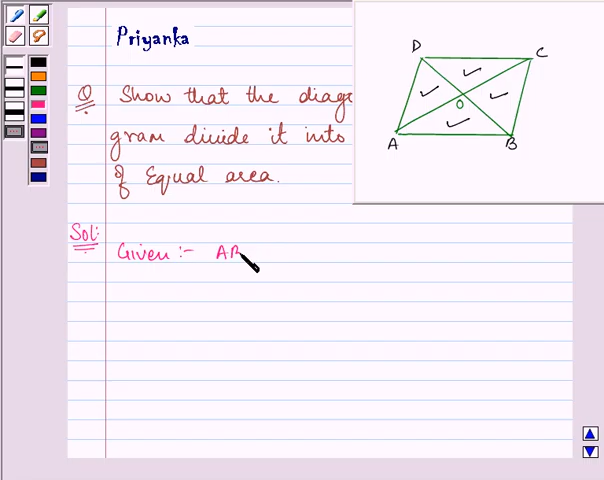 Priyanka
Q Show that the diag
gram divide it into
of Equal area.
Sol:
Given :- AB
D C
O
A B